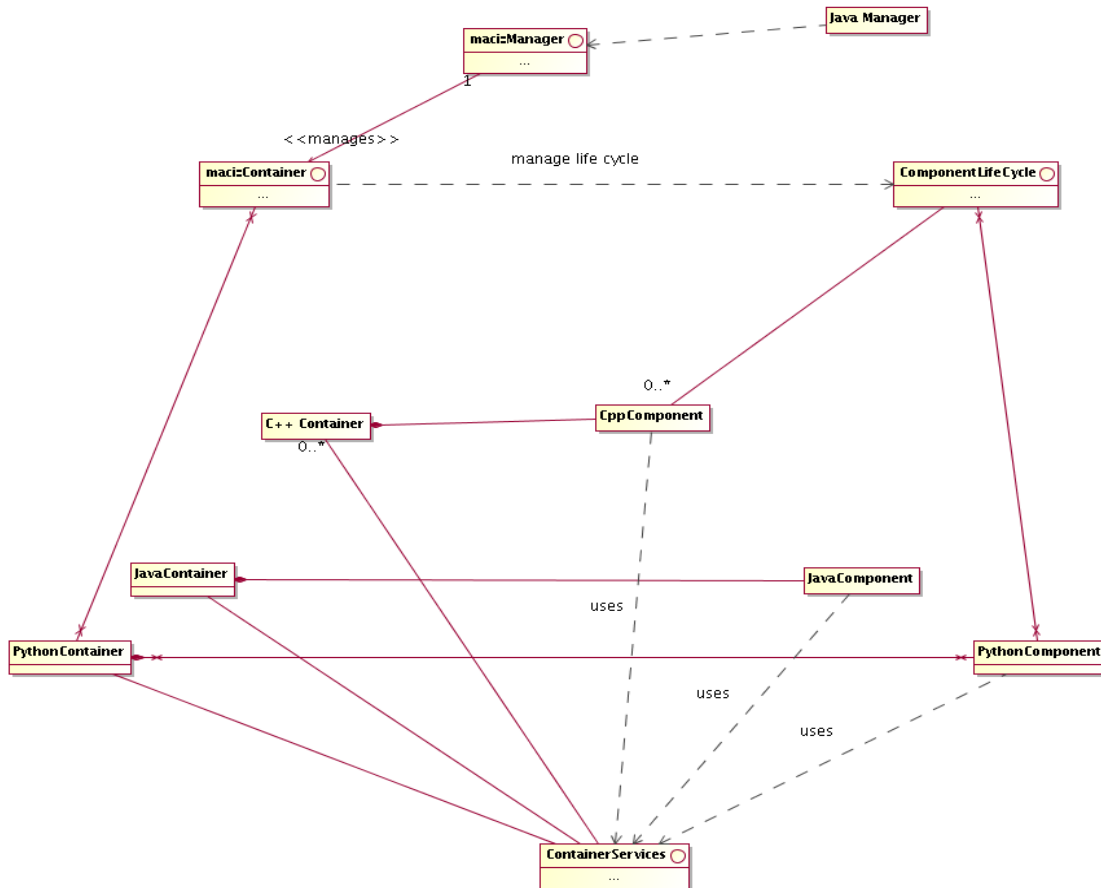 Java Manager
maci::Manager
...
1
<<manages>>
manage life cycle
maci::Container
...
ComponentLifeCycle
...
0..*
CppComponent
C++ Container
0..*
JavaContainer
JavaComponent
uses
PythonContainer
PythonComponent
uses
uses
ContainerServices
...